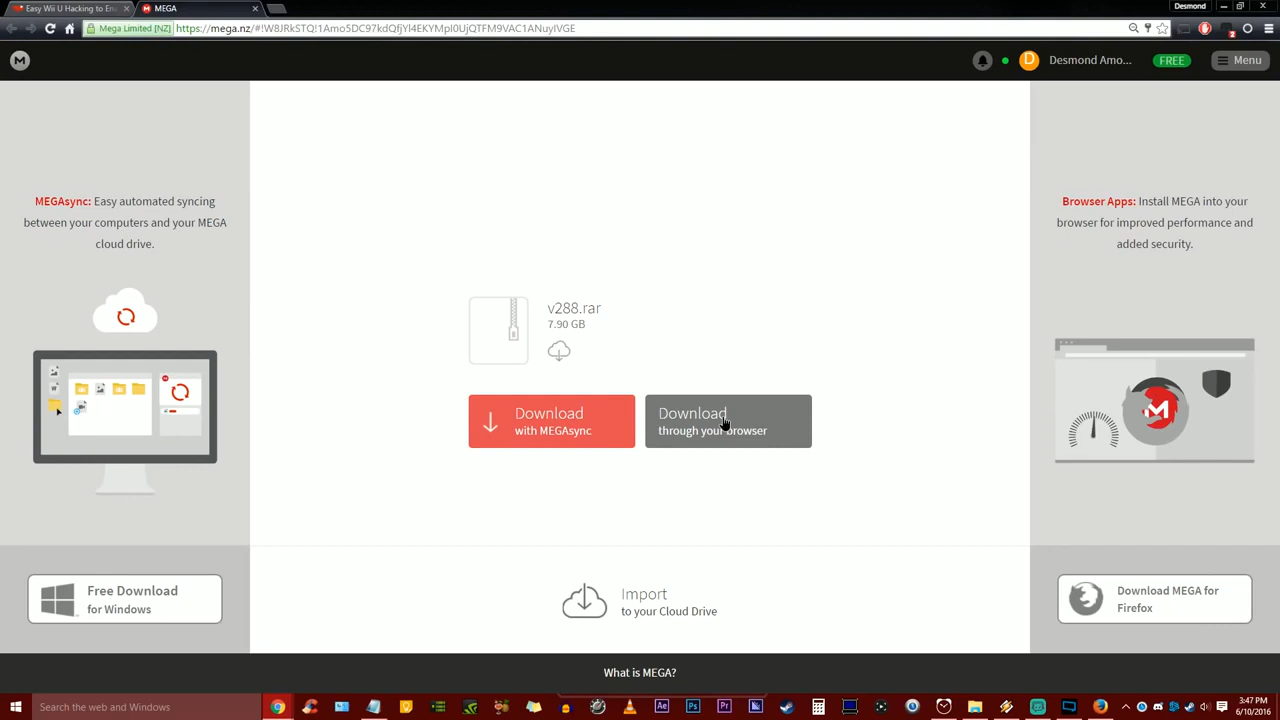 Easy Wii U Hacking to En
MEGA
Desmond
Mega Limited [NZ]
https://mega.nz/#!W8JRkSTQ!1Amo5DC97kdQfjYl4EKYMpI0UjQTFM9VAC1ANuyIVGE
D
Desmond Amo...
FREE
Menu
MEGAsync: Easy automated syncing
between your computers and your MEGA
cloud drive.
Browser Apps: Install MEGA into your
browser for improved performance and
added security.
v288.rar
7.90 GB
Download
with MEGAsync
Download
through your browser
Free Download
for Windows
Import
to your Cloud Drive
Download MEGA for
Firefox
What is MEGA?
Search the web and Windows
Ae
Ps
Pr
3:47 PM
6/10/2016